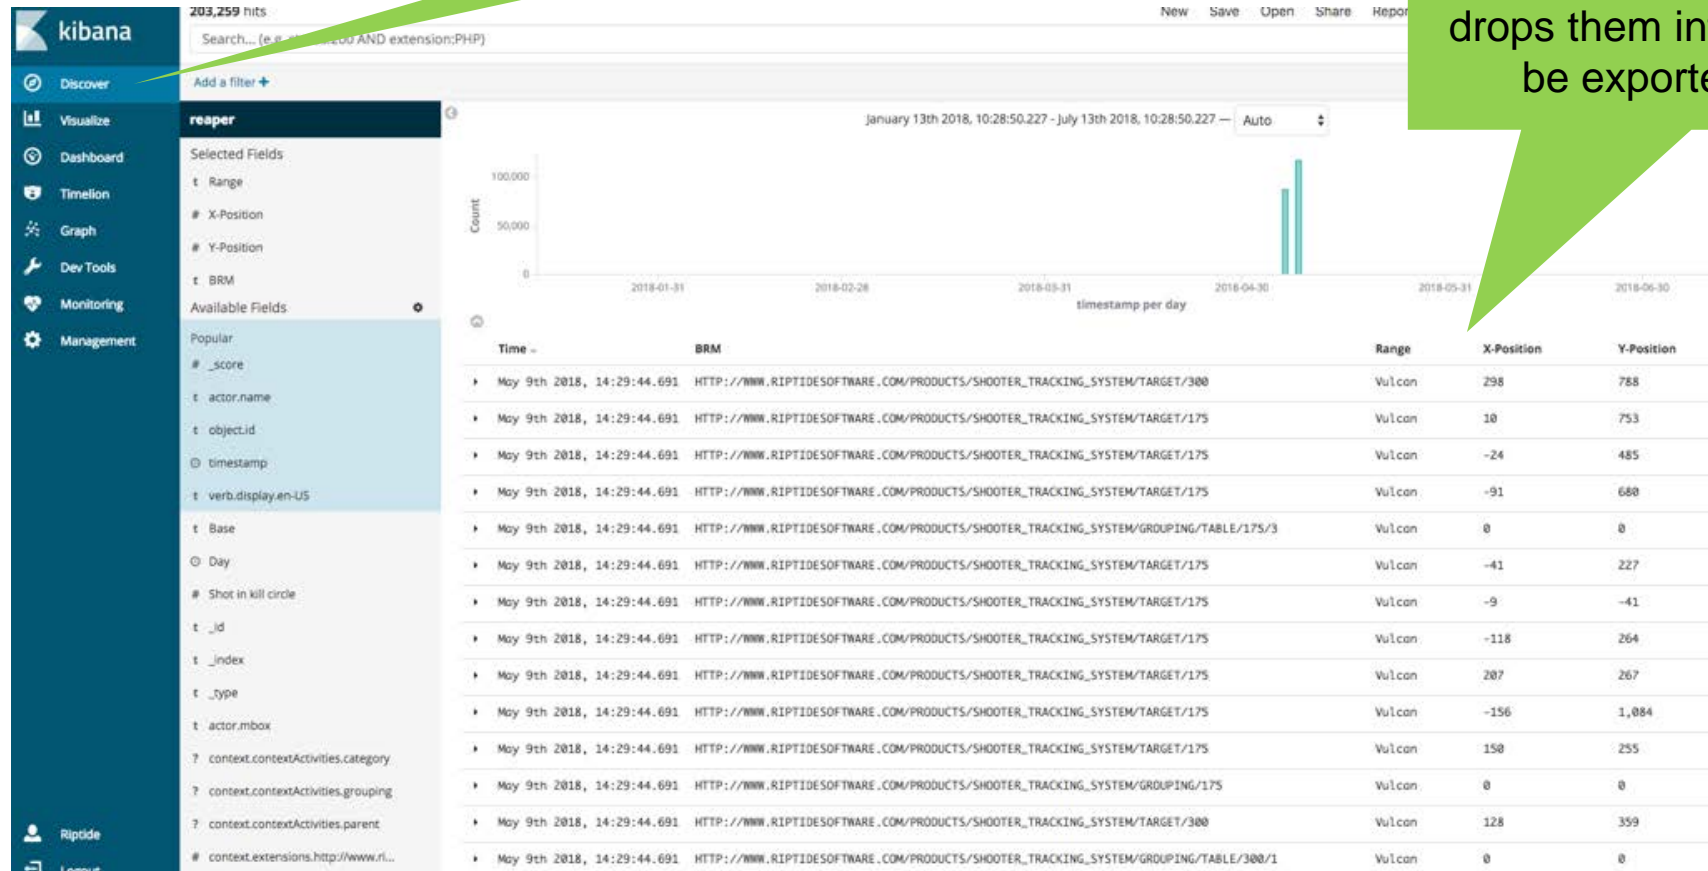 203,259 hits
New Save Open Share Repor
kibana
Search... (e.g. 200 AND extension:PHP)
drops them in
be exporte
Discover
Add a filter +
Visualize
reaper
January 13th 2018, 10:28:50.227 - July 13th 2018, 10:28:50.227 — Auto
Dashboard
Selected Fields
Timelion
t Range
# X-Position
Graph
# Y-Position
Dev Tools
t BRM
Monitoring
Available Fields
Management
Popular
# _score
t actor.name
t object.id
timestamp
t verb.display.en-US
t Base
Day
# Shot in kill circle
t _id
t _index
t _type
t actor.mbox
? context.contextActivities.category
? context.contextActivities.grouping
? context.contextActivities.parent
# context.extensions.http://www.ri...
Riptide
Logout
Count
100,000
50,000
0
2018-01-31 2018-02-28 2018-03-31 2018-04-30 2018-05-31 2018-06-30
timestamp per day
Time BRM Range X-Position Y-Position
May 9th 2018, 14:29:44.691 HTTP://WWW.RIPTIDESOFTWARE.COM/PRODUCTS/SHOOTER_TRACKING_SYSTEM/TARGET/300 Vulcan 298 788
May 9th 2018, 14:29:44.691 HTTP://WWW.RIPTIDESOFTWARE.COM/PRODUCTS/SHOOTER_TRACKING_SYSTEM/TARGET/175 Vulcan 10 753
May 9th 2018, 14:29:44.691 HTTP://WWW.RIPTIDESOFTWARE.COM/PRODUCTS/SHOOTER_TRACKING_SYSTEM/TARGET/175 Vulcan -24 485
May 9th 2018, 14:29:44.691 HTTP://WWW.RIPTIDESOFTWARE.COM/PRODUCTS/SHOOTER_TRACKING_SYSTEM/TARGET/175 Vulcan -91 680
May 9th 2018, 14:29:44.691 HTTP://WWW.RIPTIDESOFTWARE.COM/PRODUCTS/SHOOTER_TRACKING_SYSTEM/GROUPING/TABLE/175/3 Vulcan 0 0
May 9th 2018, 14:29:44.691 HTTP://WWW.RIPTIDESOFTWARE.COM/PRODUCTS/SHOOTER_TRACKING_SYSTEM/TARGET/175 Vulcan -41 227
May 9th 2018, 14:29:44.691 HTTP://WWW.RIPTIDESOFTWARE.COM/PRODUCTS/SHOOTER_TRACKING_SYSTEM/TARGET/175 Vulcan -9 -41
May 9th 2018, 14:29:44.691 HTTP://WWW.RIPTIDESOFTWARE.COM/PRODUCTS/SHOOTER_TRACKING_SYSTEM/TARGET/175 Vulcan -118 264
May 9th 2018, 14:29:44.691 HTTP://WWW.RIPTIDESOFTWARE.COM/PRODUCTS/SHOOTER_TRACKING_SYSTEM/TARGET/175 Vulcan 207 267
May 9th 2018, 14:29:44.691 HTTP://WWW.RIPTIDESOFTWARE.COM/PRODUCTS/SHOOTER_TRACKING_SYSTEM/TARGET/175 Vulcan -156 1,084
May 9th 2018, 14:29:44.691 HTTP://WWW.RIPTIDESOFTWARE.COM/PRODUCTS/SHOOTER_TRACKING_SYSTEM/TARGET/175 Vulcan 150 255
May 9th 2018, 14:29:44.691 HTTP://WWW.RIPTIDESOFTWARE.COM/PRODUCTS/SHOOTER_TRACKING_SYSTEM/GROUPING/175 Vulcan 0 0
May 9th 2018, 14:29:44.691 HTTP://WWW.RIPTIDESOFTWARE.COM/PRODUCTS/SHOOTER_TRACKING_SYSTEM/TARGET/300 Vulcan 128 359
May 9th 2018, 14:29:44.691 HTTP://WWW.RIPTIDESOFTWARE.COM/PRODUCTS/SHOOTER_TRACKING_SYSTEM/GROUPING/TABLE/300/1 Vulcan 0 0